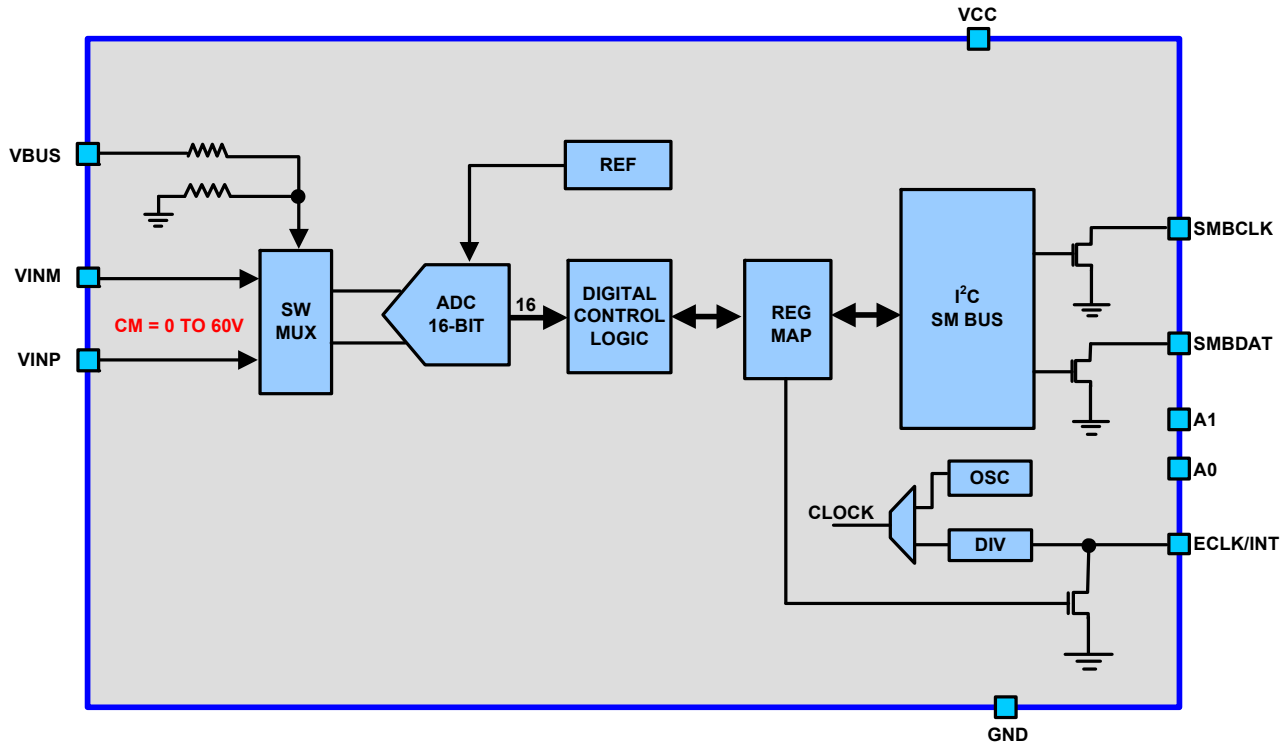 VCC
VBUS
REF
SMBCLK
VINM
SW
MUX
ADC
16-BIT
16
DIGITAL
CONTROL
LOGIC
REG
MAP
I²C
SM BUS
CM = 0 TO 60V
VINP
SMBDAT
A1
A0
OSC
CLOCK
DIV
ECLK/INT
GND